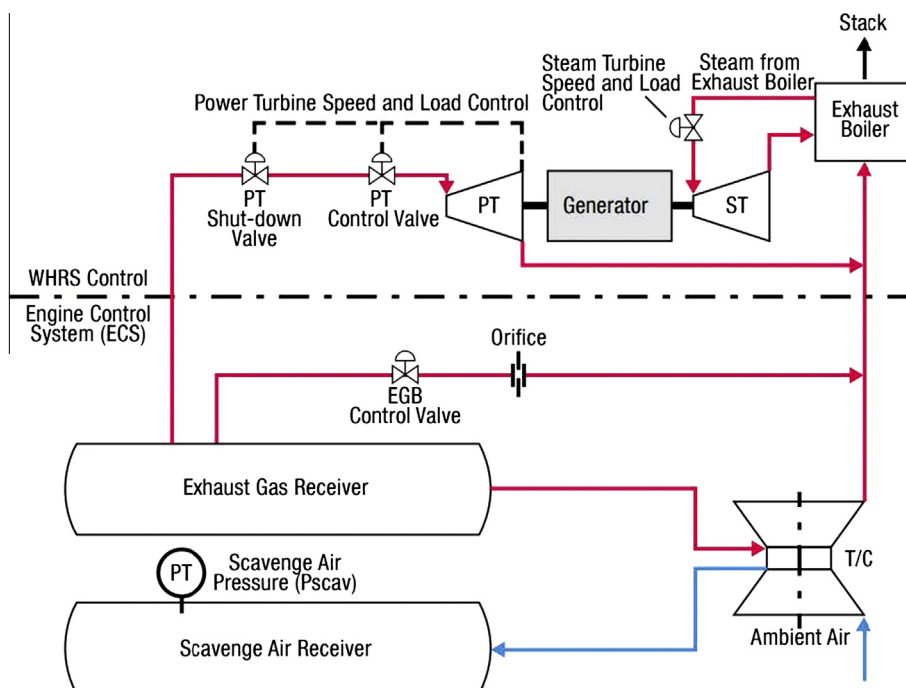 Stack
Steam Turbine
Speed and Load
Control
Steam from
Exhaust Boiler
Exhaust
Boiler
Power Turbine Speed and Load Control
PT
Shut-down
Valve
PT
Control Valve
PT
Generator
ST
WHRS Control
Engine Control
System (ECS)
Orifice
EGB
Control Valve
Exhaust Gas Receiver
T/C
PT
Scavenge Air
Pressure (Pscav)
Ambient Air
Scavenge Air Receiver